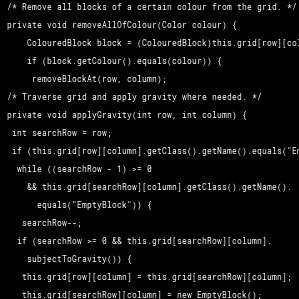 /* Remove all blocks of a certain colour from the grid. */
private void removeAllOfColour(Color colour) {
ColouredBlock block = (ColouredBlock)this.grid[row][col
if (block.getColour().equals(colour)) {
removeBlockAt(row, column);
/* Traverse grid and apply gravity where needed. */
private void applyGravity(int row, int column) {
int searchRow = row;
if (this.grid[row][column].getClass().getName().equals("Em
while ((searchRow - 1) >= 0
&& this.grid[searchRow][column].getClass().getName().
equals("EmptyBlock")) {
searchRow--;
if (searchRow >= 0 && this.grid[searchRow][column].
subjectToGravity()) {
this.grid[row][column] = this.grid[searchRow][column];
this.grid[searchRow][column] = new EmptyBlock();